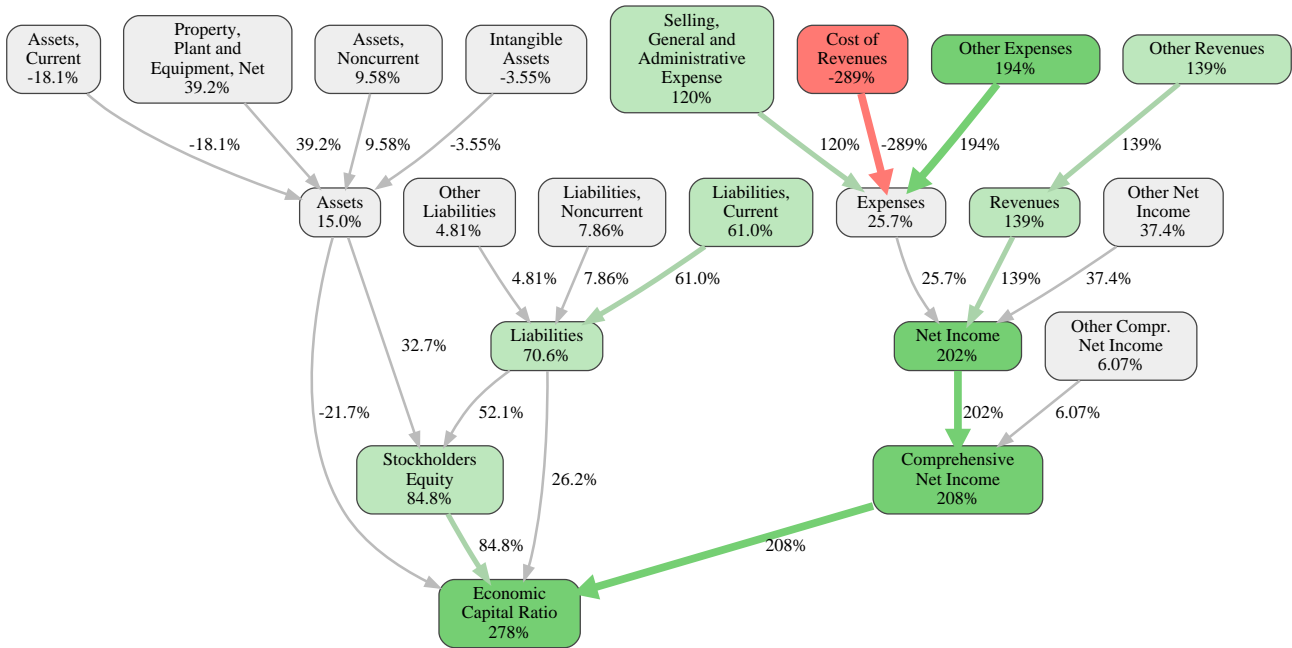 Assets,
Current
-18.1%
Property,
Plant and
Equipment, Net
39.2%
Assets,
Noncurrent
9.58%
Intangible
Assets
-3.55%
Selling,
General and
Administrative
Expense
120%
Cost of
Revenues
-289%
Other Expenses
194%
Other Revenues
139%
-18.1%
39.2%
9.58%
-3.55%
120%
-289%
194%
139%
Assets
15.0%
Other
Liabilities
4.81%
Liabilities,
Noncurrent
7.86%
Liabilities,
Current
61.0%
Expenses
25.7%
Revenues
139%
Other Net
Income
37.4%
4.81%
7.86%
61.0%
25.7%
139%
37.4%
32.7%
Liabilities
70.6%
Net Income
202%
Other Compr.
Net Income
6.07%
-21.7%
52.1%
202%
6.07%
Stockholders
Equity
84.8%
26.2%
Comprehensive
Net Income
208%
84.8%
208%
Economic
Capital Ratio
278%